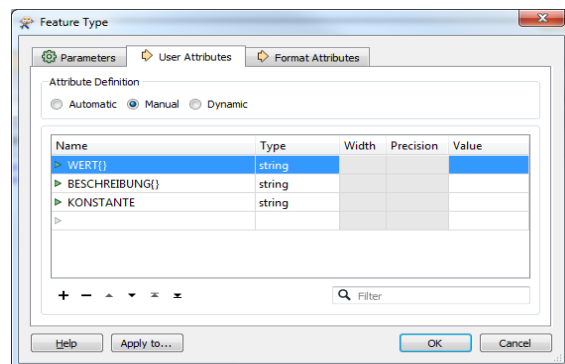 Feature Type
Parameters User Attributes Format Attributes
Attribute Definition
Automatic Manual Dynamic
Name Type Width Precision Value
WERT{} string
BESCHREIBUNG{} string
KONSTANTE string
Filter
Help Apply to... OK Cancel